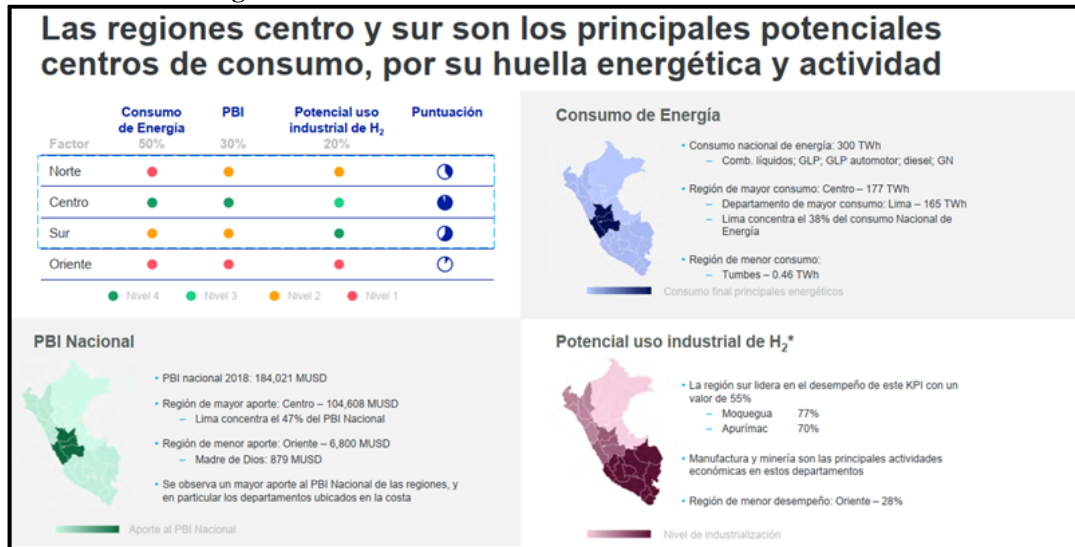 Las regiones centro y sur son los principales potenciales
centros de consumo, por su huella energética y actividad
Consumo de Energía
PBI
Potencial uso industrial de H₂
Puntuación
Factor
50%
30%
20%
Norte
Centro
Sur
Oriente
Nivel 4
Nivel 3
Nivel 2
Nivel 1
Consumo de Energía
• Consumo nacional de energía: 300 TWh
– Comb. líquidos; GLP; GLP automotor; diesel; GN
• Región de mayor consumo: Centro – 177 TWh
– Departamento de mayor consumo: Lima – 165 TWh
– Lima concentra el 38% del consumo Nacional de
Energía
• Región de menor consumo:
– Tumbes – 0.46 TWh
Consumo final principales energéticos
PBI Nacional
• PBI nacional 2018: 184,021 MUSD
• Región de mayor aporte: Centro – 104,608 MUSD
– Lima concentra el 47% del PBI Nacional
• Región de menor aporte: Oriente – 6,800 MUSD
– Madre de Dios: 879 MUSD
• Se observa un mayor aporte al PBI Nacional de las regiones, y
en particular los departamentos ubicados en la costa
Aporte al PBI Nacional
Potencial uso industrial de H₂*
• La región sur lidera en el desempeño de este KPI con un
valor de 55%
– Moquegua 77%
– Apurímac 70%
• Manufactura y minería son las principales actividades
económicas en estos departamentos
• Región de menor desempeño: Oriente – 28%
Nivel de industrialización